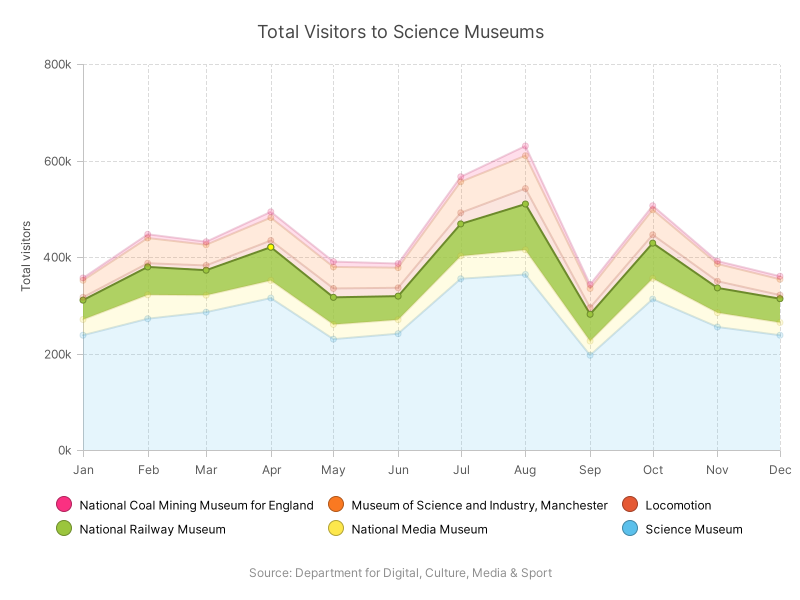 Total Visitors to Science Museums
800k
600k
400k
200k
0k
Total visitors
Jan Feb Mar Apr May Jun Jul Aug Sep Oct Nov Dec
National Coal Mining Museum for England Museum of Science and Industry, Manchester Locomotion
National Railway Museum National Media Museum Science Museum
Source: Department for Digital, Culture, Media & Sport